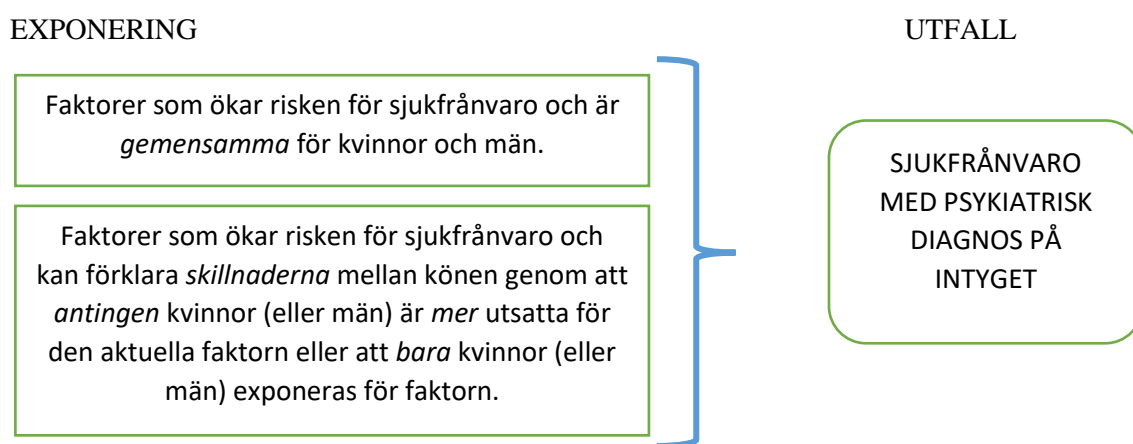 EXPONERING
UTFALL
Faktorer som ökar risken för sjukfrånvaro och är
gemensamma för kvinnor och män.
Faktorer som ökar risken för sjukfrånvaro och
kan förklara skillnaderna mellan könen genom att
antingen kvinnor (eller män) är mer utsatta för
den aktuella faktorn eller att bara kvinnor (eller
män) exponeras för faktorn.
SJUKFRÅNVARO
MED PSYKIATRISK
DIAGNOS PÅ
INTYGET